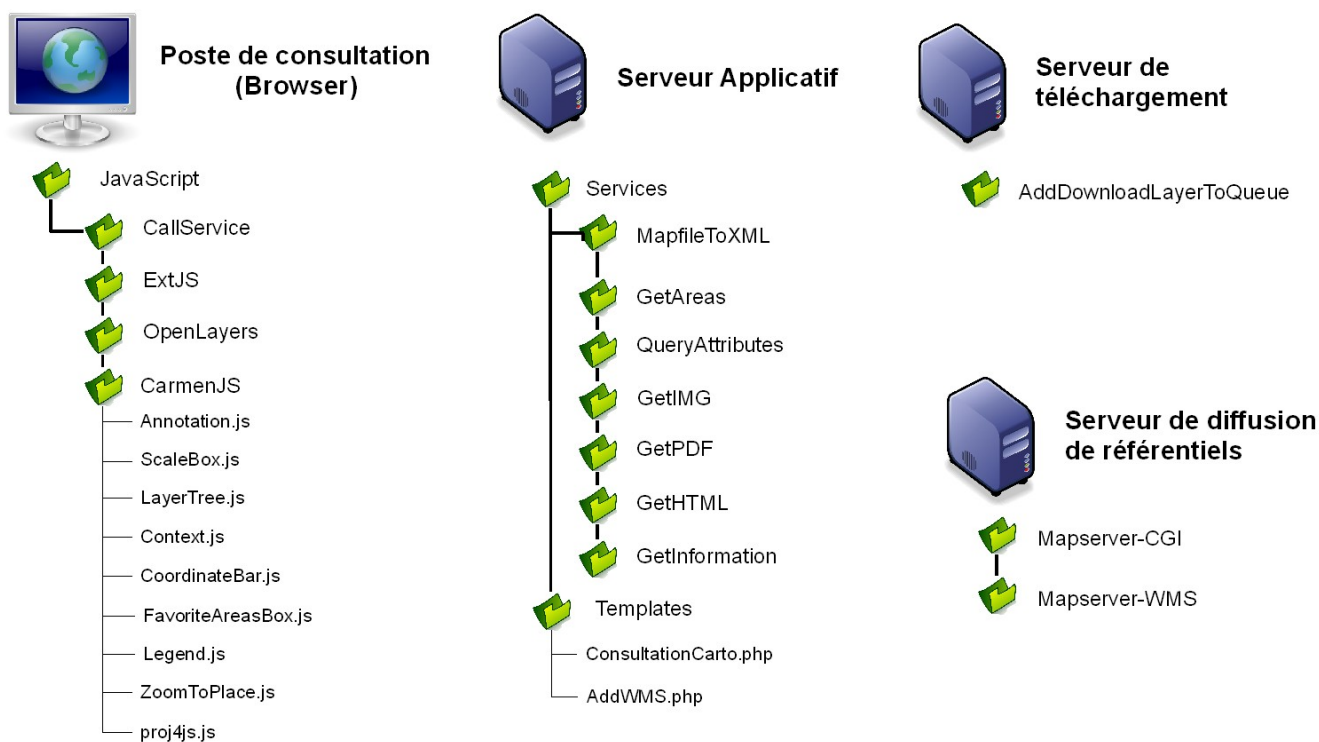 Poste de consultation
(Browser)
JavaScript
CallService
ExtJS
OpenLayers
CarmenJS
Annotation.js
ScaleBox.js
LayerTree.js
Context.js
CoordinateBar.js
FavoriteAreasBox.js
Legend.js
ZoomToPlace.js
proj4js.js
Serveur Applicatif
Services
MapfileToXML
GetAreas
QueryAttributes
GetIMG
GetPDF
GetHTML
GetInformation
Templates
ConsultationCarto.php
AddWMS.php
Serveur de
téléchargement
AddDownloadLayerToQueue
Serveur de diffusion
de référentiels
Mapserver-CGI
Mapserver-WMS